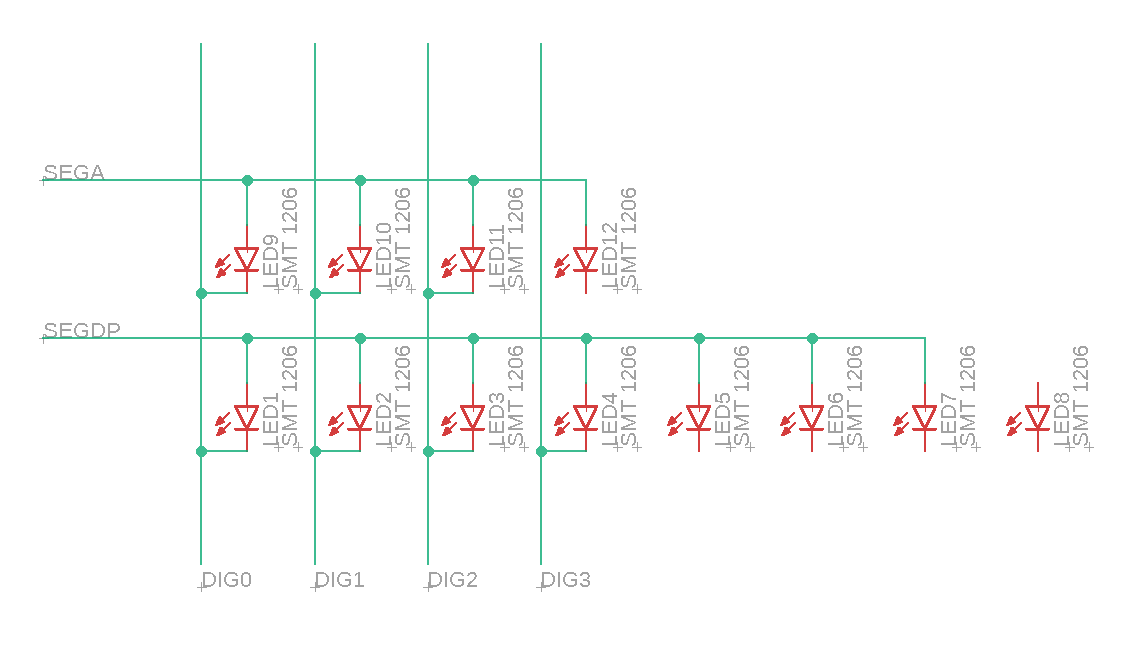 SEGA
LED9
SMT 1206
LED10
SMT 1206
LED11
SMT 1206
LED12
SMT 1206
SEGDP
LED1
SMT 1206
LED2
SMT 1206
LED3
SMT 1206
LED4
SMT 1206
LED5
SMT 1206
LED6
SMT 1206
LED7
SMT 1206
LED8
SMT 1206
DIG0
DIG1
DIG2
DIG3